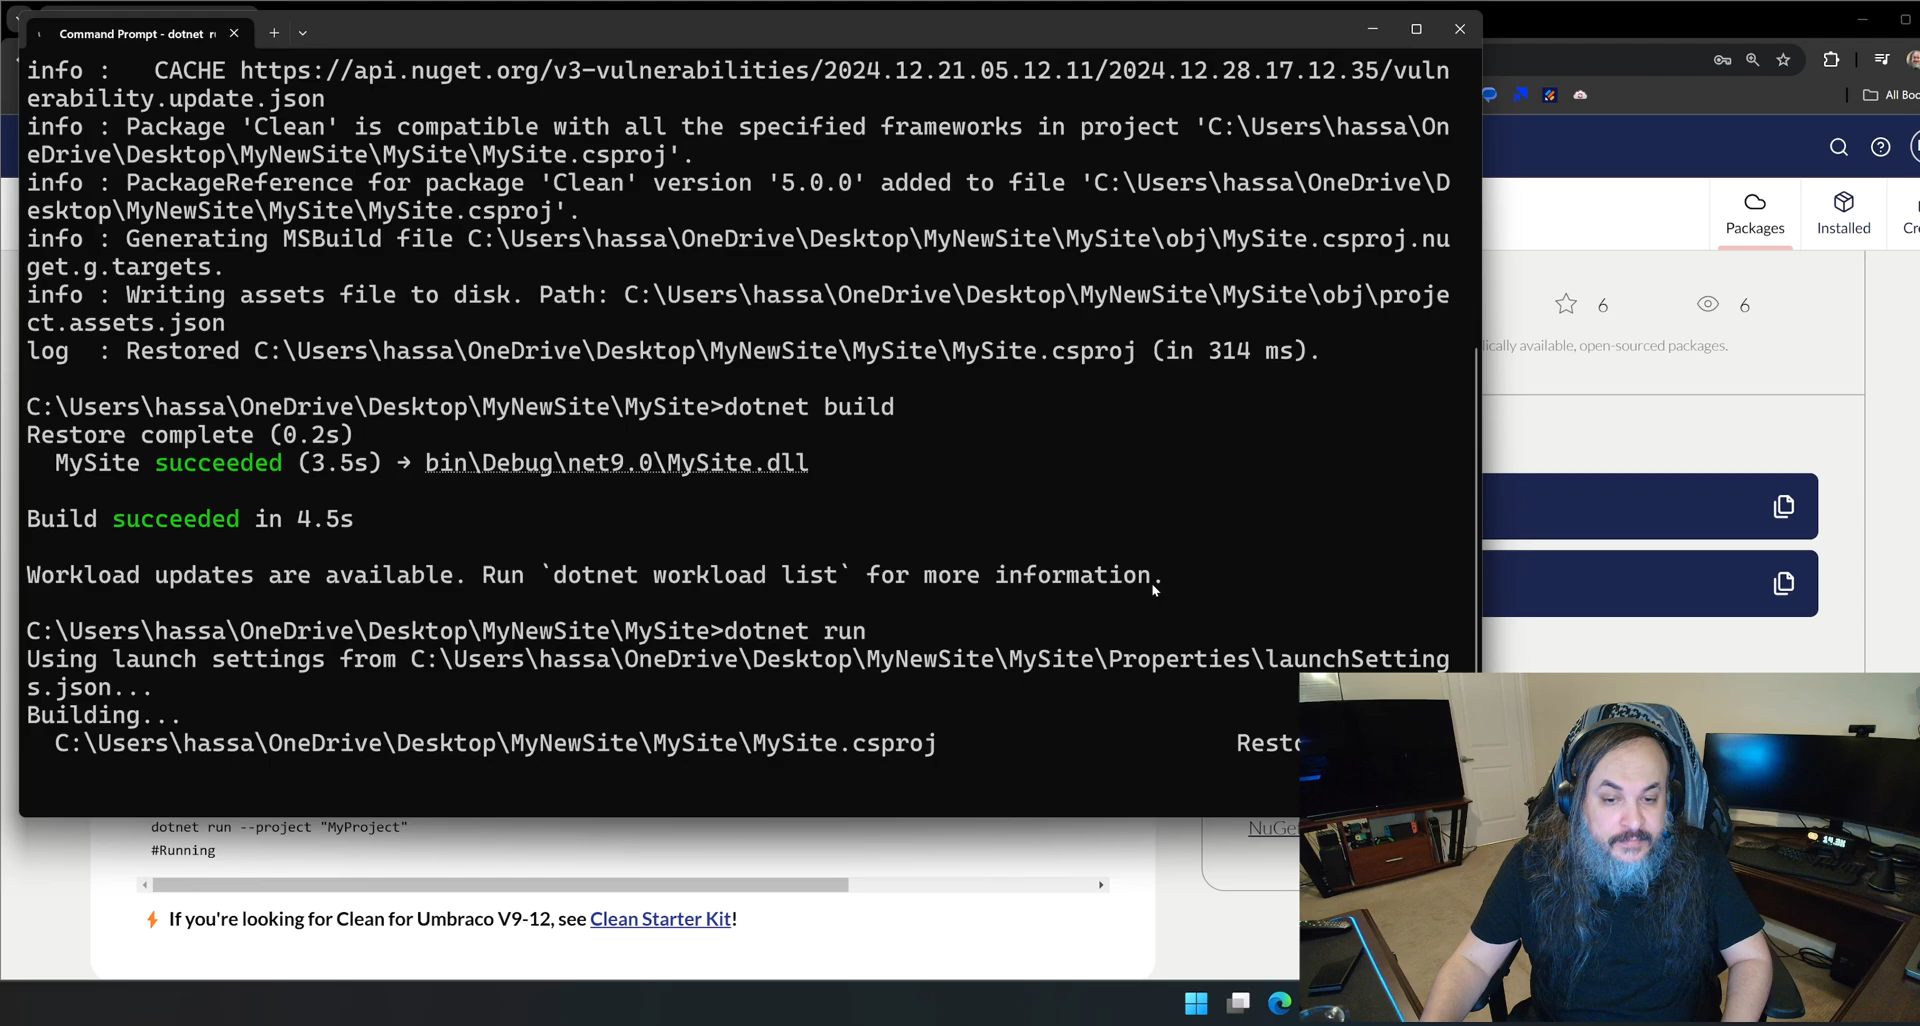 Command Prompt - dotnet r
info :   CACHE https://api.nuget.org/v3-vulnerabilities/2024.12.21.05.12.11/2024.12.28.17.12.35/vuln
erability.update.json
info : Package 'Clean' is compatible with all the specified frameworks in project 'C:\Users\hassa\On
eDrive\Desktop\MyNewSite\MySite\MySite.csproj'.
info : PackageReference for package 'Clean' version '5.0.0' added to file 'C:\Users\hassa\OneDrive\D
esktop\MyNewSite\MySite\MySite.csproj'.
info : Generating MSBuild file C:\Users\hassa\OneDrive\Desktop\MyNewSite\MySite\obj\MySite.csproj.nu
get.g.targets.
info : Writing assets file to disk. Path: C:\Users\hassa\OneDrive\Desktop\MyNewSite\MySite\obj\proje
ct.assets.json
log  : Restored C:\Users\hassa\OneDrive\Desktop\MyNewSite\MySite\MySite.csproj (in 314 ms).
C:\Users\hassa\OneDrive\Desktop\MyNewSite\MySite>dotnet build
Restore complete (0.2s)
MySite succeeded (3.5s) → bin\Debug\net9.0\MySite.dll
Build succeeded in 4.5s
Workload updates are available. Run `dotnet workload list` for more information.
C:\Users\hassa\OneDrive\Desktop\MyNewSite\MySite>dotnet run
Using launch settings from C:\Users\hassa\OneDrive\Desktop\MyNewSite\MySite\Properties\launchSetting
s.json...
Building...
C:\Users\hassa\OneDrive\Desktop\MyNewSite\MySite\MySite.csproj Resto
All Boo
Packages
Installed
Cre
6
6
ically available, open-sourced packages.
dotnet run --project "MyProject"
#Running
NuGe
If you're looking for Clean for Umbraco V9-12, see Clean Starter Kit!